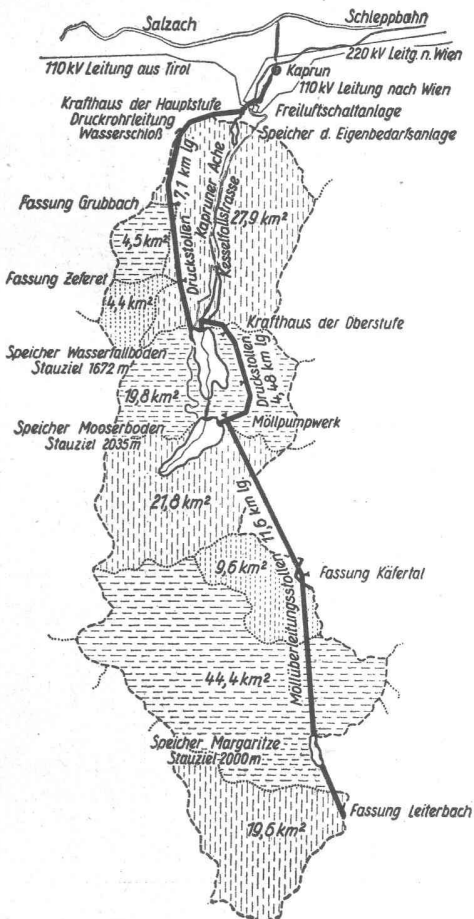 Salzach
Schleppbahn
220 kV Leitg. n. Wien
110 kV Leitung aus Tirol
Kaprun
110 kV Leitung nach Wien
Krafthaus der Hauptstufe
Druckrohrleitung
Wasserschloß
Freiluftschaltanlage
Speicher d. Eigenbedarfsanlage
Druckstollen 7,1 km lg
Kapruner Ache
Kesselfallstrasse
27,9 km²
Fassung Grubbach
4,5 km²
Fassung Zeferet
4,4 km²
Krafthaus der Oberstufe
Speicher Wasserfallboden
Stauziel 1672 m
Druckstollen
4,48 km lg
19,8 km²
Speicher Mooserboden
Stauziel 2035 m
Möllpumpwerk
21,8 km²
Möllüberleitungsstollen 11,6 km lg
9,6 km²
Fassung Käfertal
44,4 km²
Speicher Margaritze
Stauziel 2000 m
Fassung Leiterbach
19,6 km²